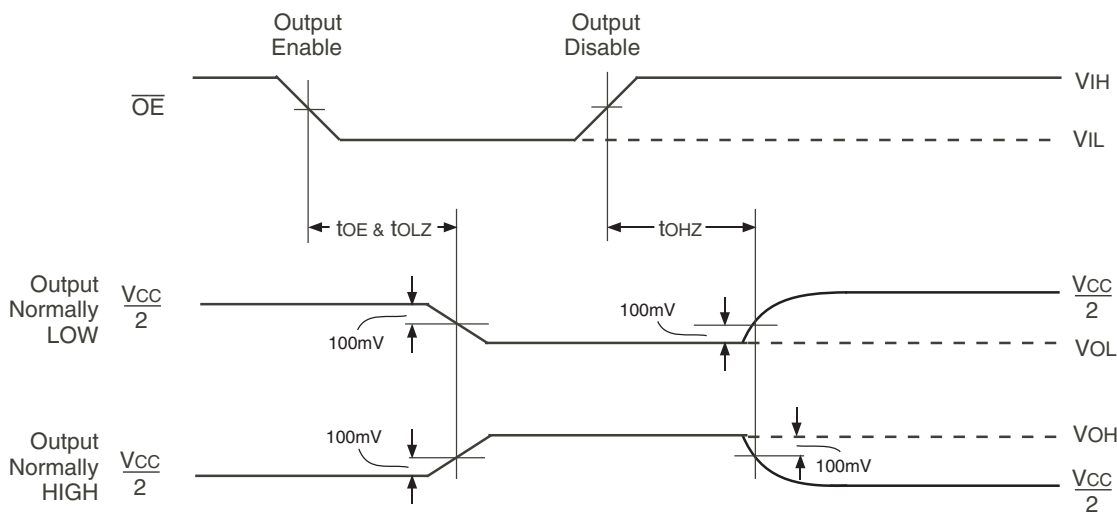 Output
Enable
Output
Disable
OE
VIH
VIL
tOE & tOLZ
tOHZ
Output
Normally
LOW
VCC
2
100mV
100mV
VCC
2
VOL
Output
Normally
HIGH
VCC
2
100mV
VOH
100mV
VCC
2